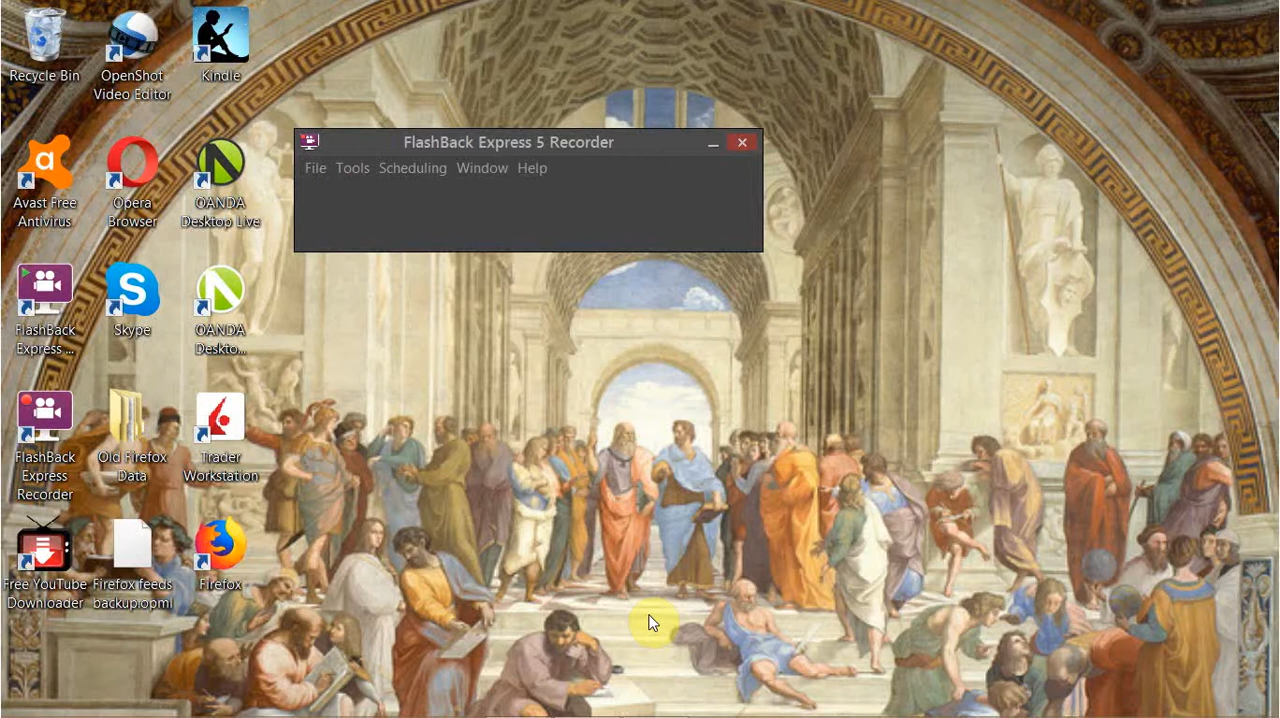 Recycle Bin
OpenShot
Video Editor
Kindle
Avast Free
Antivirus
Opera
Browser
OANDA
Desktop Live
FlashBack
Express ...
Skype
OANDA
Deskto...
FlashBack
Express
Recorder
Old Firefox
Data
Trader
Workstation
Free YouTube
Downloader
Firefox feeds
backup.opml
Firefox
FlashBack Express 5 Recorder
File Tools Scheduling Window Help